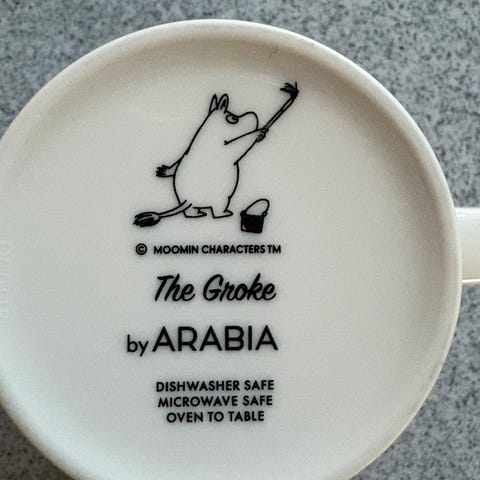 © MOOMIN CHARACTERS TM
The Groke
by ARABIA
DISHWASHER SAFE
MICROWAVE SAFE
OVEN TO TABLE